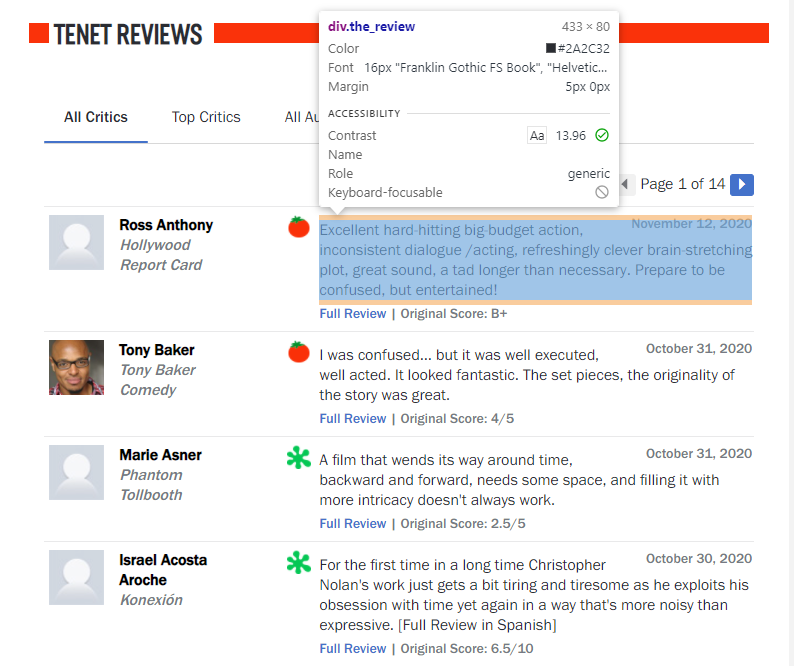 TENET REVIEWS
div.the_review 433 × 80
Color #2A2C32
Font 16px "Franklin Gothic FS Book", "Helvetic...
Margin 5px 0px
ACCESSIBILITY
Contrast Aa 13.96
Name
Role generic
Keyboard-focusable
All Critics Top Critics All Au
Page 1 of 14
Ross Anthony
Hollywood
Report Card
November 12, 2020
Excellent hard-hitting big-budget action,
inconsistent dialogue /acting, refreshingly clever brain-stretching
plot, great sound, a tad longer than necessary. Prepare to be
confused, but entertained!
Full Review | Original Score: B+
Tony Baker
Tony Baker
Comedy
October 31, 2020
I was confused... but it was well executed,
well acted. It looked fantastic. The set pieces, the originality of
the story was great.
Full Review | Original Score: 4/5
Marie Asner
Phantom
Tollbooth
October 31, 2020
A film that wends its way around time,
backward and forward, needs some space, and filling it with
more intricacy doesn't always work.
Full Review | Original Score: 2.5/5
Israel Acosta
Aroche
Konexión
October 30, 2020
For the first time in a long time Christopher
Nolan's work just gets a bit tiring and tiresome as he exploits his
obsession with time yet again in a way that's more noisy than
expressive. [Full Review in Spanish]
Full Review | Original Score: 6.5/10